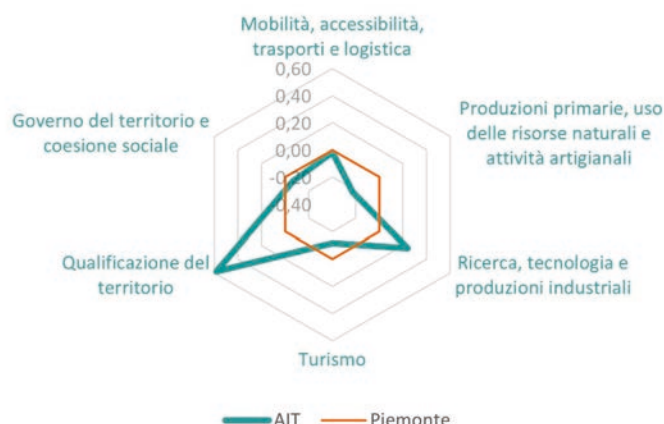 Mobilità, accessibilità,
trasporti e logistica
0,60
0,40
0,20
0,00
-0,20
-0,40
Produzioni primarie, uso
delle risorse naturali e
attività artigianali
Ricerca, tecnologia e
produzioni industriali
Turismo
Qualificazione del
territorio
Governo del territorio e
coesione sociale
AIT
Piemonte